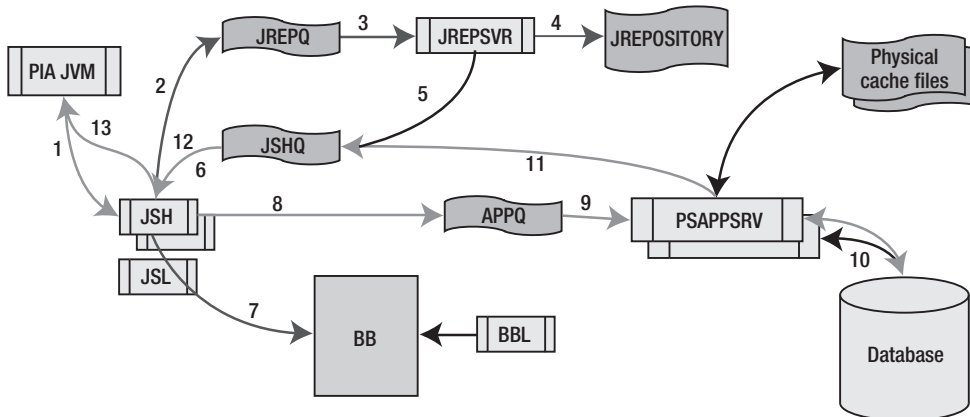 JREPQ
3
JREPSVR
4
JREPOSITORY
Physical
cache files
PIA JVM
2
5
13
12
JSHQ
1
6
11
JSH
8
APPQ
9
PSAPPSRV
10
JSL
7
BB
BBL
Database